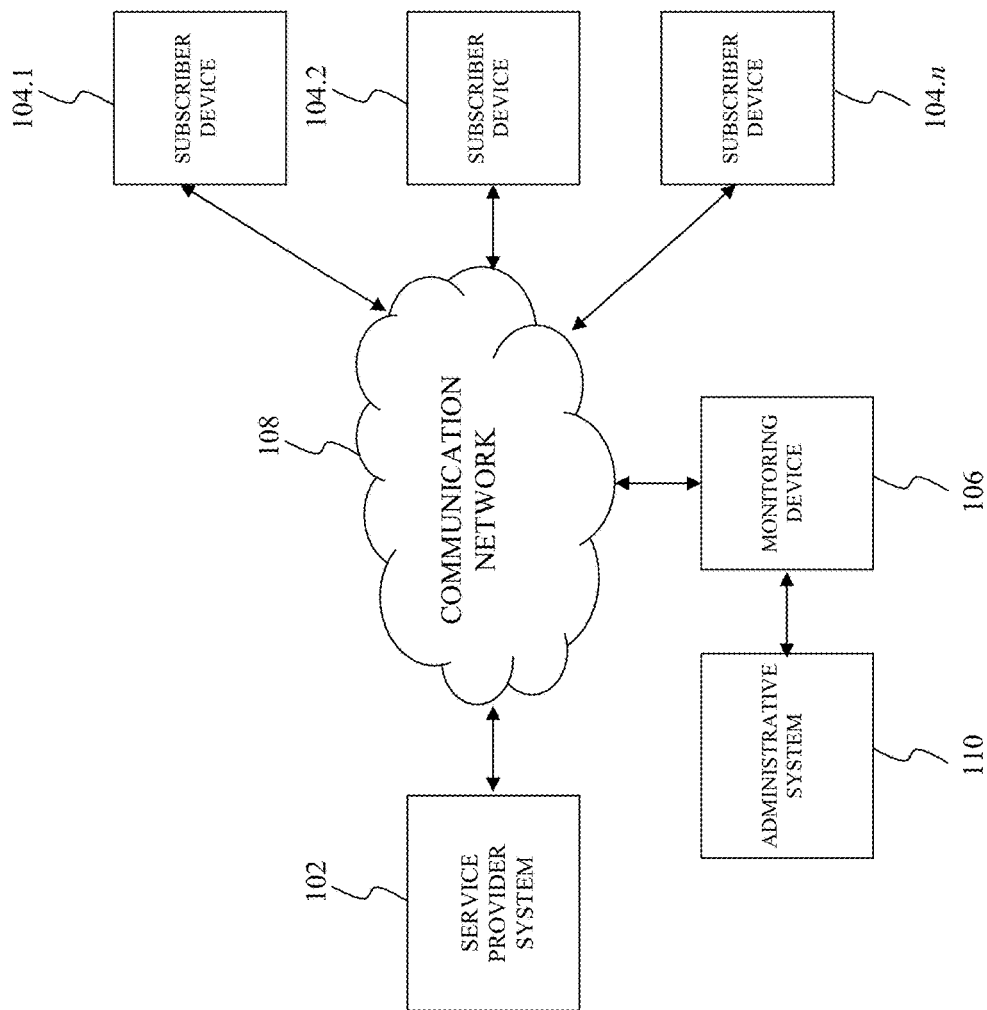 104.1
SUBSCRIBER
DEVICE
104.2
SUBSCRIBER
DEVICE
104.n
SUBSCRIBER
DEVICE
108
COMMUNICATION
NETWORK
MONITORING
DEVICE
106
ADMINISTRATIVE
SYSTEM
110
102
SERVICE
PROVIDER
SYSTEM